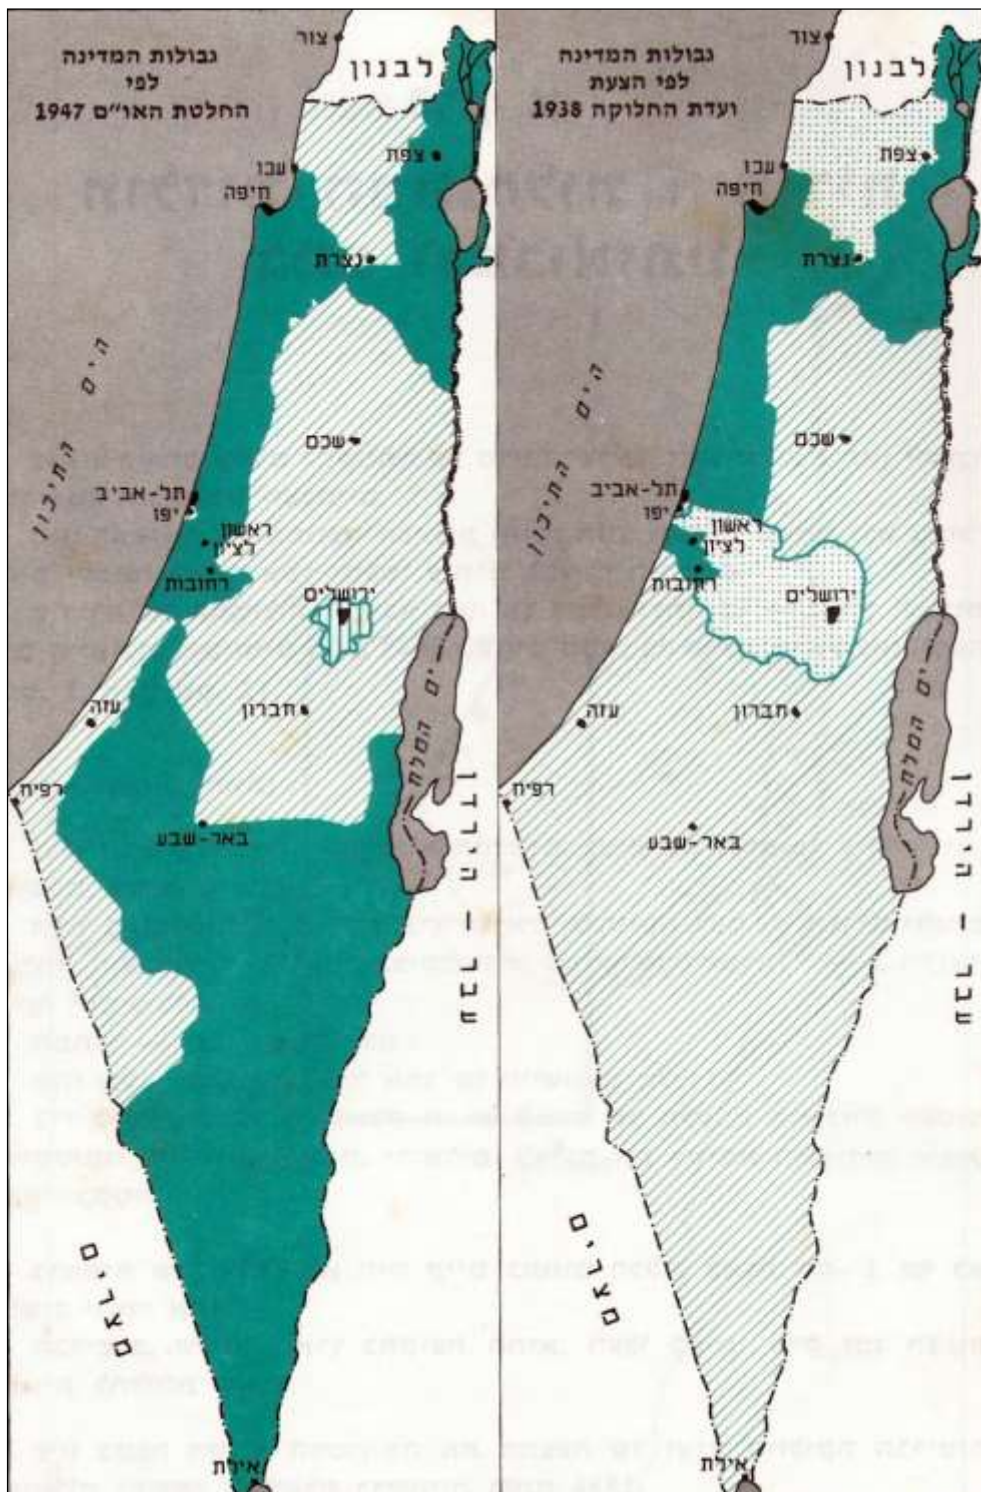 גבולות המדינה
לפי הצעת
ועדת החלוקה 1938
צור
לבנון
צפת
עכו
חיפה
נצרת
הים התיכון
שכם
תל-אביב
יפו
ראשון
לציון
רחובות
ירושלים
ים המלח
עזה
חברון
רפיח
באר-שבע
עבר - הירדן
מצרים
אילת
גבולות המדינה
לפי
החלטת האו"ם 1947
צור
לבנון
צפת
עכו
חיפה
נצרת
הים התיכון
שכם
תל-אביב
יפו
ראשון
לציון
רחובות
ירושלים
ים המלח
עזה
חברון
רפיח
באר-שבע
עבר - הירדן
מצרים
אילת